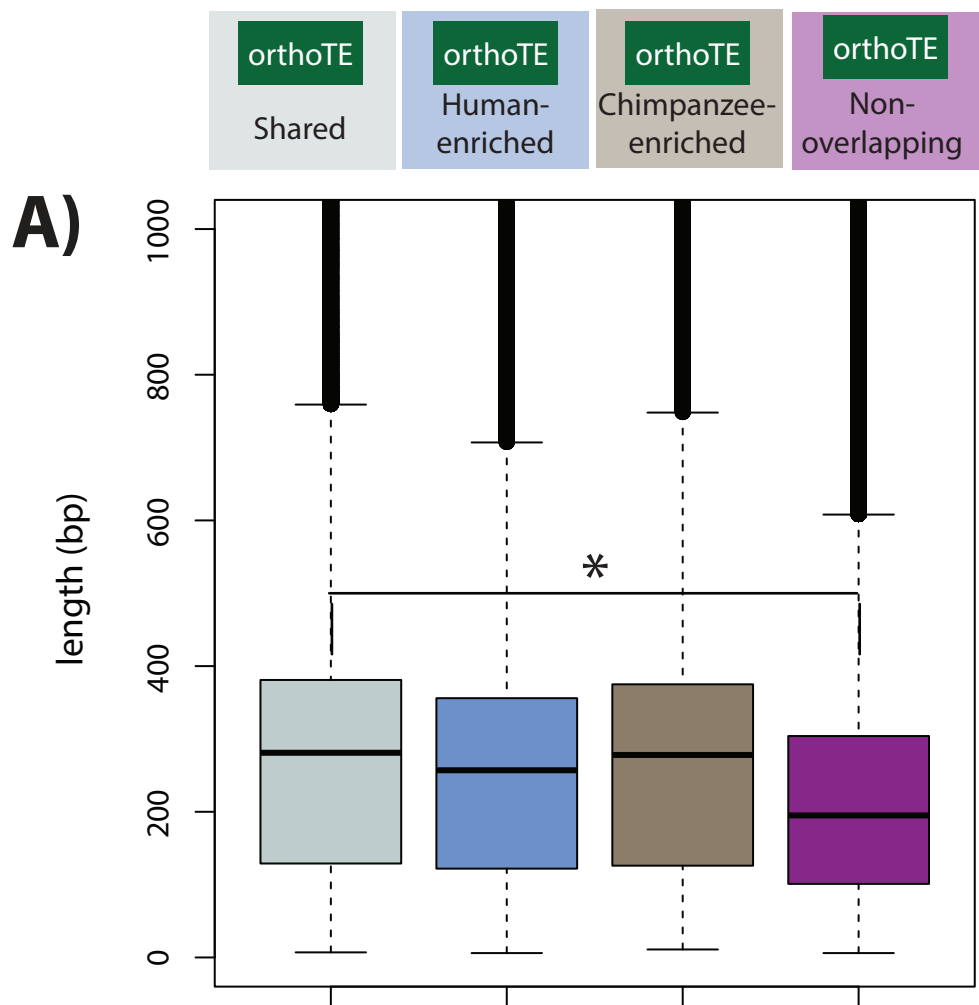 orthoTE
Shared
orthoTE
Human-
enriched
orthoTE
Chimpanzee-
enriched
orthoTE
Non-
overlapping
A)
length (bp)
1000
800
600
400
200
0
*